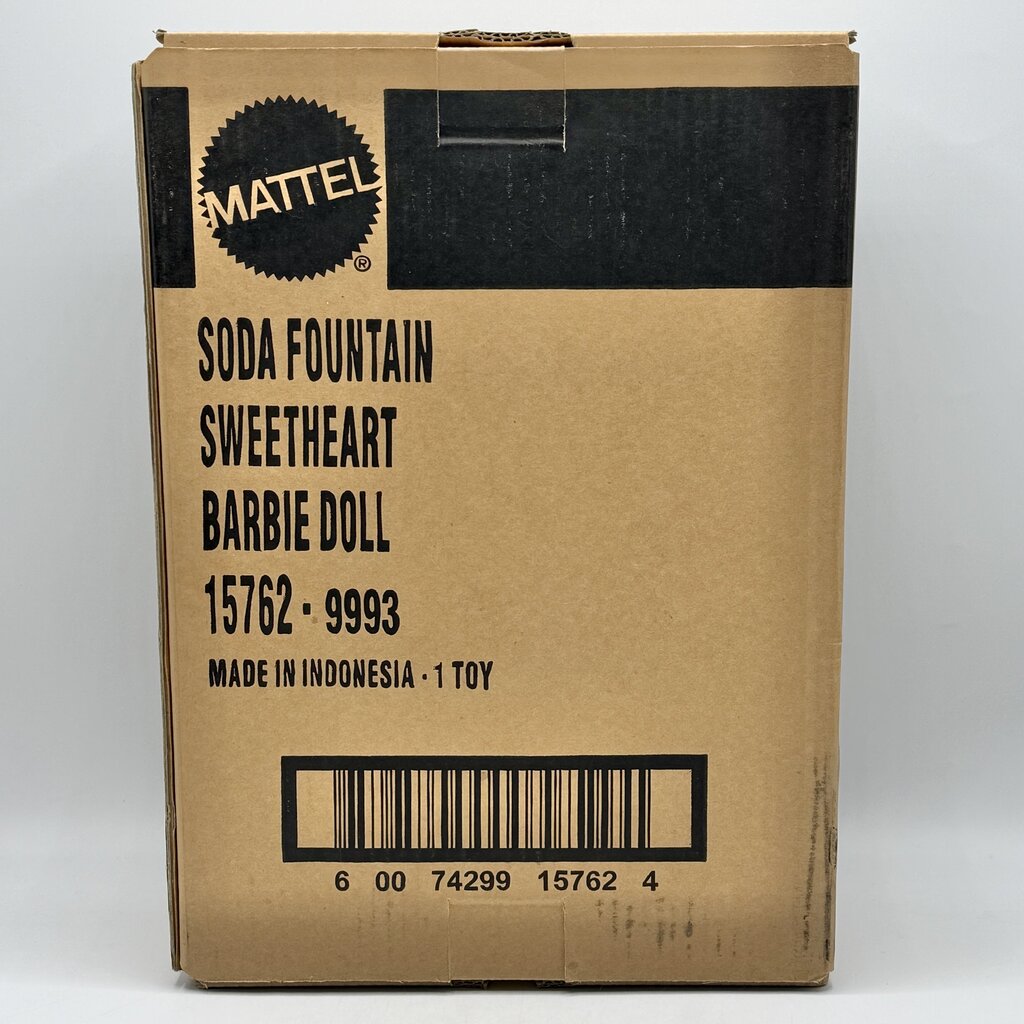 MATTEL
®
SODA FOUNTAIN
SWEETHEART
BARBIE DOLL
15762 · 9993
MADE IN INDONESIA · 1 TOY
6 00 74299 15762 4